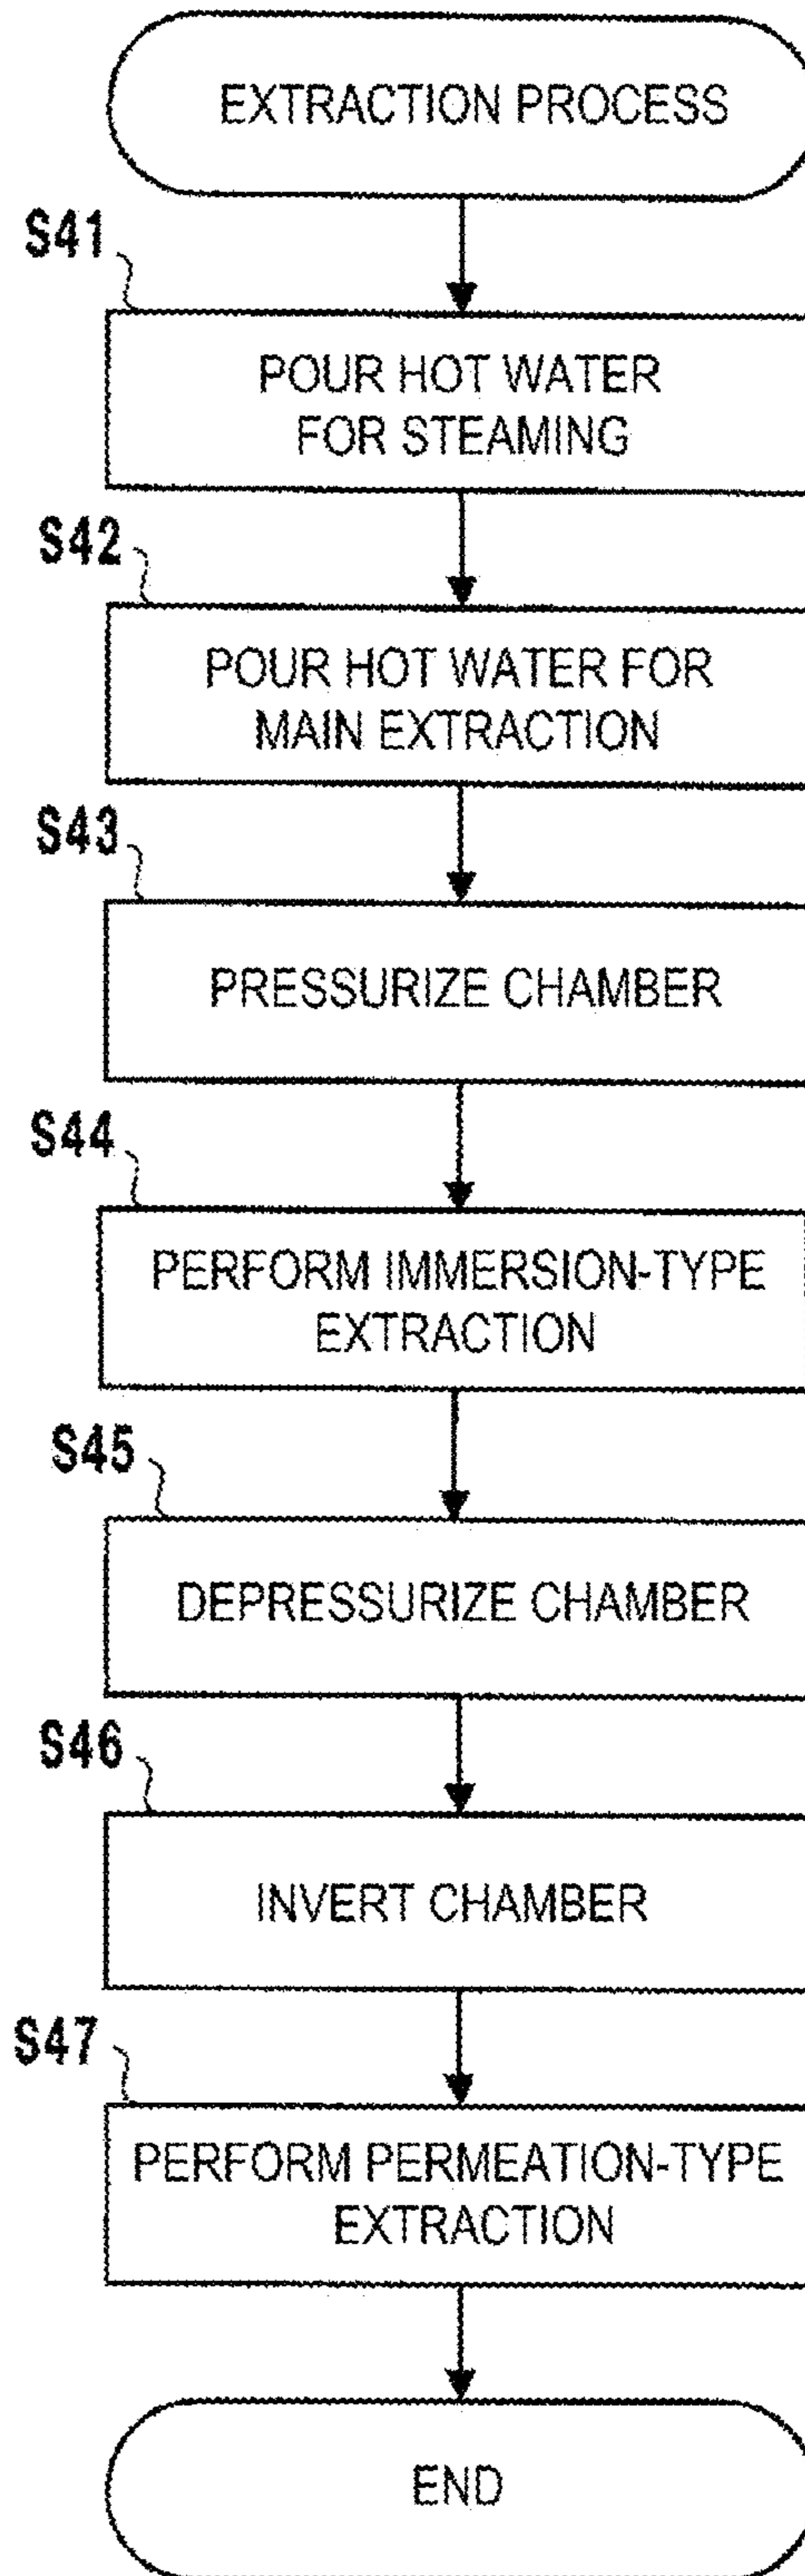 EXTRACTION PROCESS
S41
POUR HOT WATER
FOR STEAMING
S42
POUR HOT WATER FOR
MAIN EXTRACTION
S43
PRESSURIZE CHAMBER
S44
PERFORM IMMERSION-TYPE
EXTRACTION
S45
DEPRESSURIZE CHAMBER
S46
INVERT CHAMBER
S47
PERFORM PERMEATION-TYPE
EXTRACTION
END